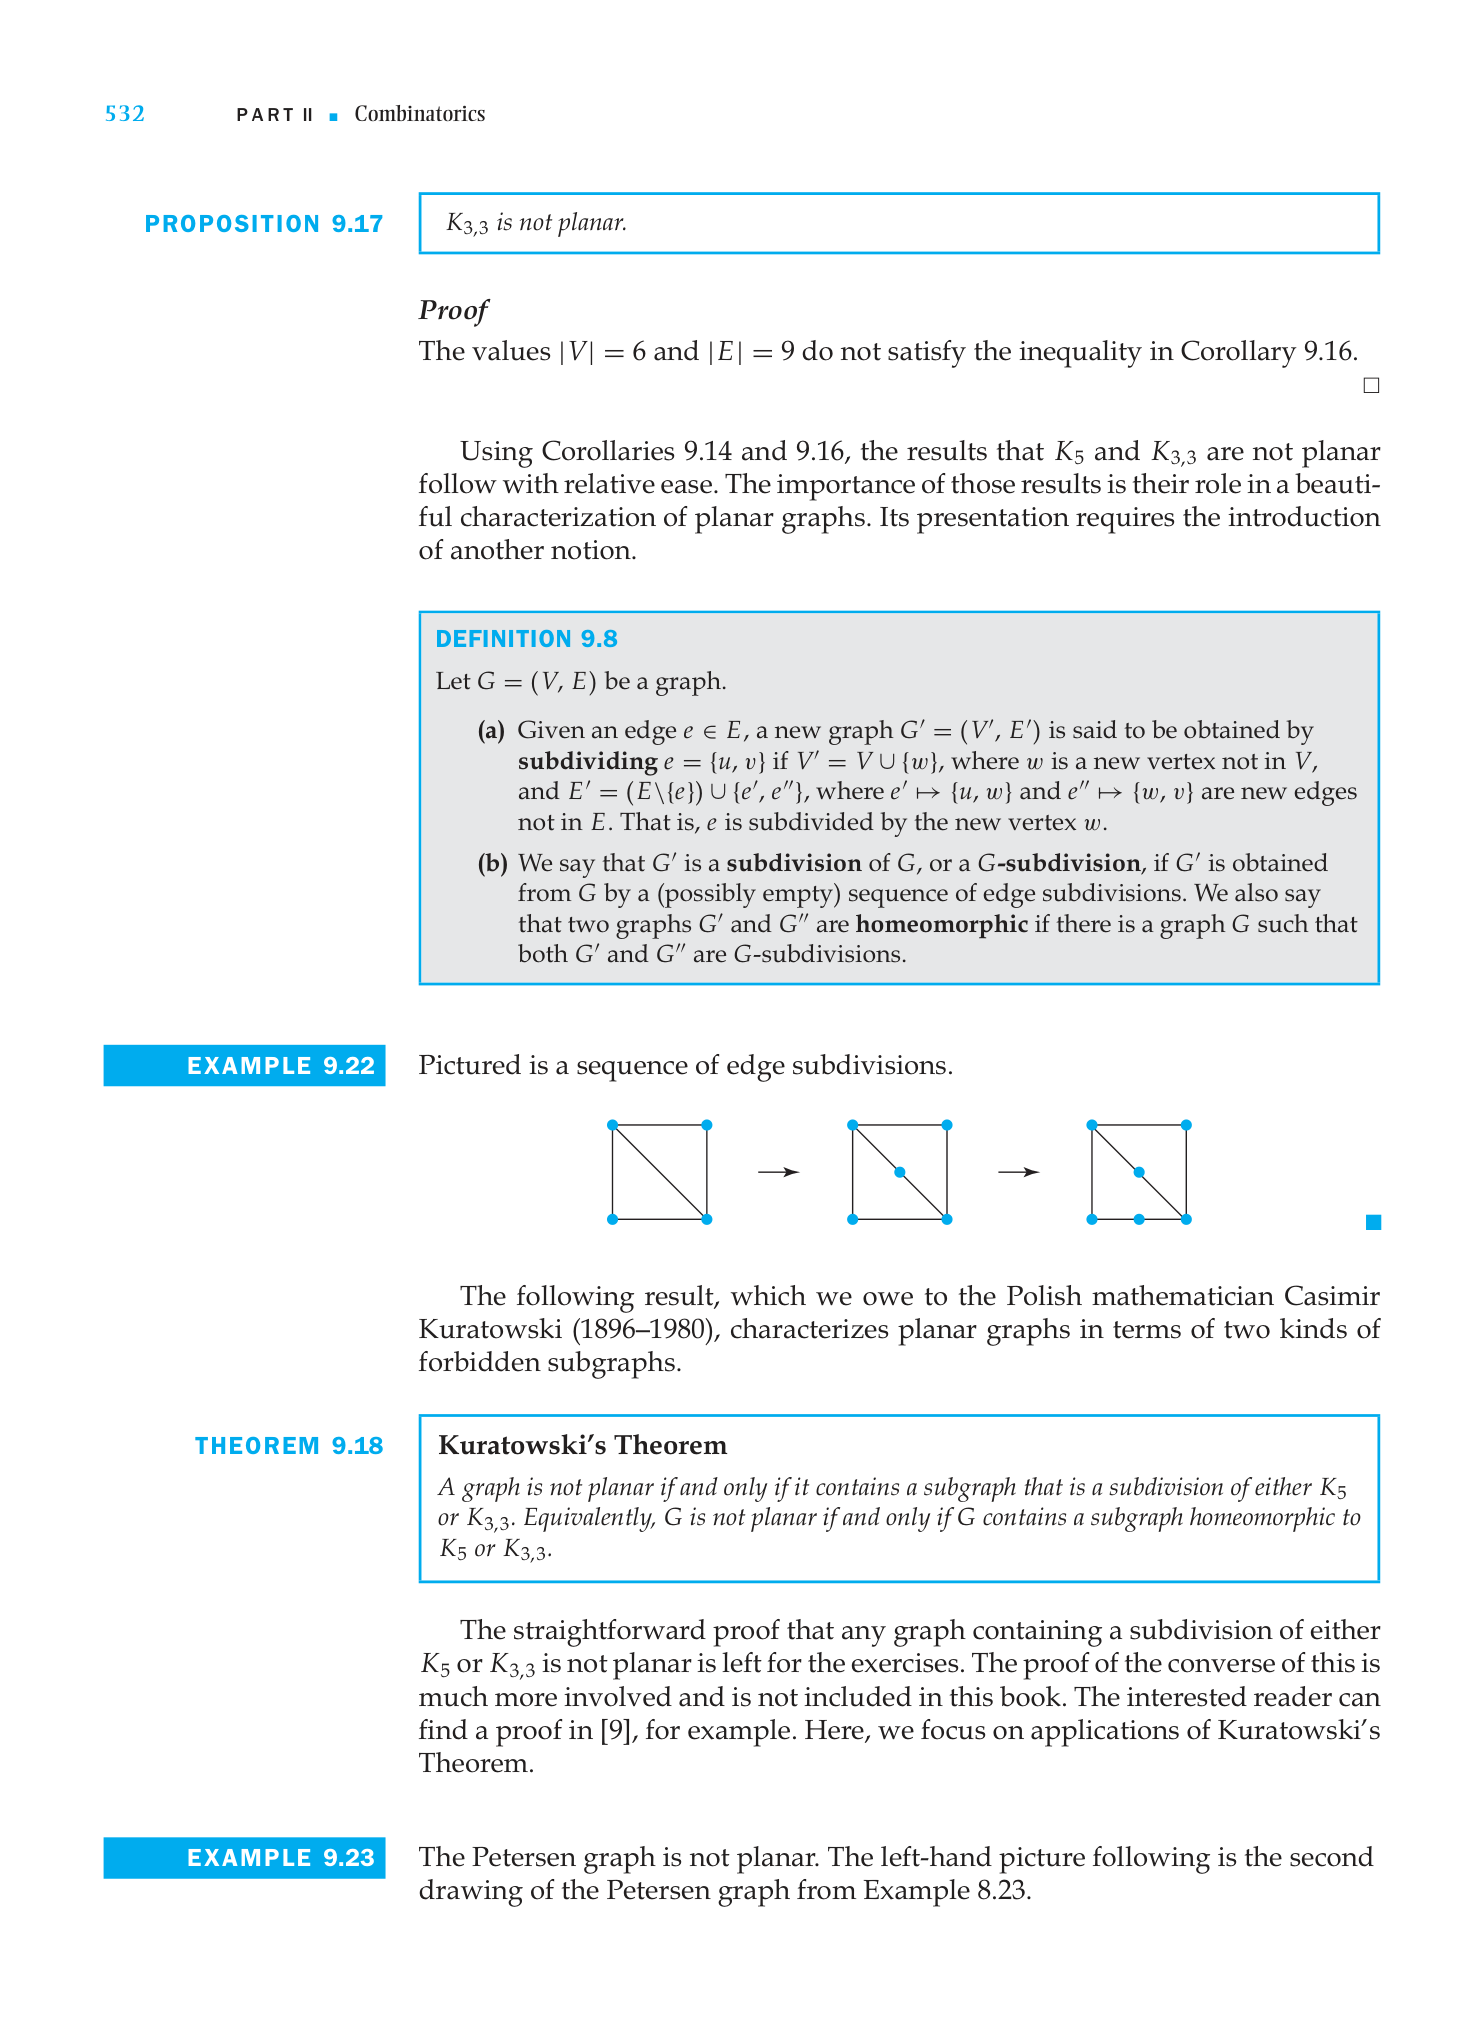 532 PART II ■ Combinatorics
PROPOSITION 9.17 K3,3 is not planar.
Proof
The values |V| = 6 and |E| = 9 do not satisfy the inequality in Corollary 9.16.
□
Using Corollaries 9.14 and 9.16, the results that K5 and K3,3 are not planar
follow with relative ease. The importance of those results is their role in a beauti-
ful characterization of planar graphs. Its presentation requires the introduction
of another notion.
DEFINITION 9.8
Let G = (V, E) be a graph.
(a) Given an edge e ∈ E, a new graph G′ = (V′, E′) is said to be obtained by
subdividing e = {u, v} if V′ = V ∪ {w}, where w is a new vertex not in V,
and E′ = (E\{e}) ∪ {e′, e″}, where e′ ↦ {u, w} and e″ ↦ {w, v} are new edges
not in E. That is, e is subdivided by the new vertex w.
(b) We say that G′ is a subdivision of G, or a G-subdivision, if G′ is obtained
from G by a (possibly empty) sequence of edge subdivisions. We also say
that two graphs G′ and G″ are homeomorphic if there is a graph G such that
both G′ and G″ are G-subdivisions.
EXAMPLE 9.22 Pictured is a sequence of edge subdivisions.
The following result, which we owe to the Polish mathematician Casimir
Kuratowski (1896–1980), characterizes planar graphs in terms of two kinds of
forbidden subgraphs.
THEOREM 9.18 Kuratowski's Theorem
A graph is not planar if and only if it contains a subgraph that is a subdivision of either K5
or K3,3. Equivalently, G is not planar if and only if G contains a subgraph homeomorphic to
K5 or K3,3.
The straightforward proof that any graph containing a subdivision of either
K5 or K3,3 is not planar is left for the exercises. The proof of the converse of this is
much more involved and is not included in this book. The interested reader can
find a proof in [9], for example. Here, we focus on applications of Kuratowski's
Theorem.
EXAMPLE 9.23 The Petersen graph is not planar. The left-hand picture following is the second
drawing of the Petersen graph from Example 8.23.